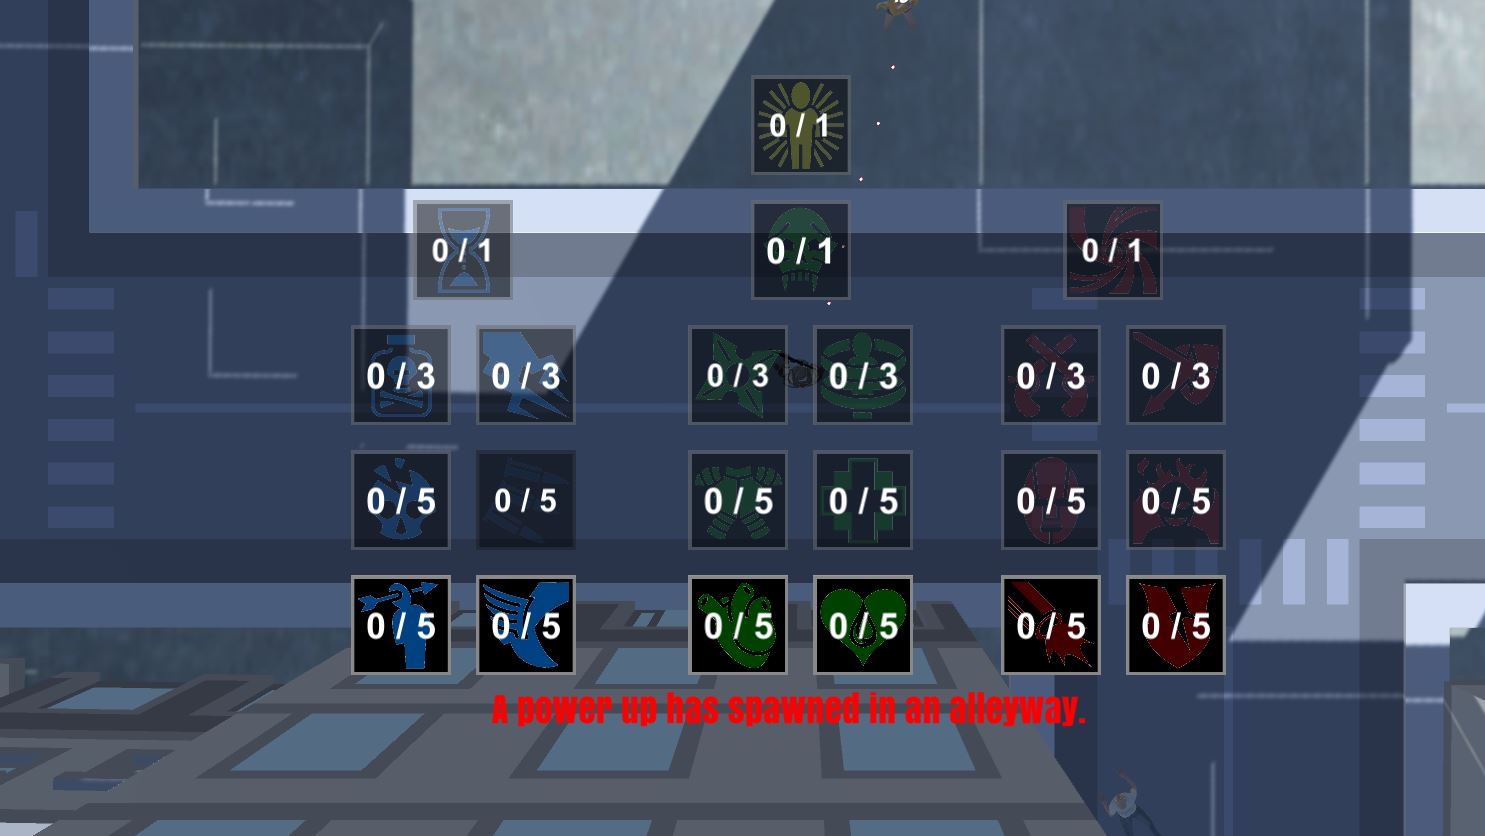 0 / 1
0 / 1 0 / 1 0 / 1
0 / 3 0 / 3 0 / 3 0 / 3 0 / 3 0 / 3
0 / 5 0 / 5 0 / 5 0 / 5 0 / 5 0 / 5
0 / 5 0 / 5 0 / 5 0 / 5 0 / 5 0 / 5
A power up has spawned in an alleyway.